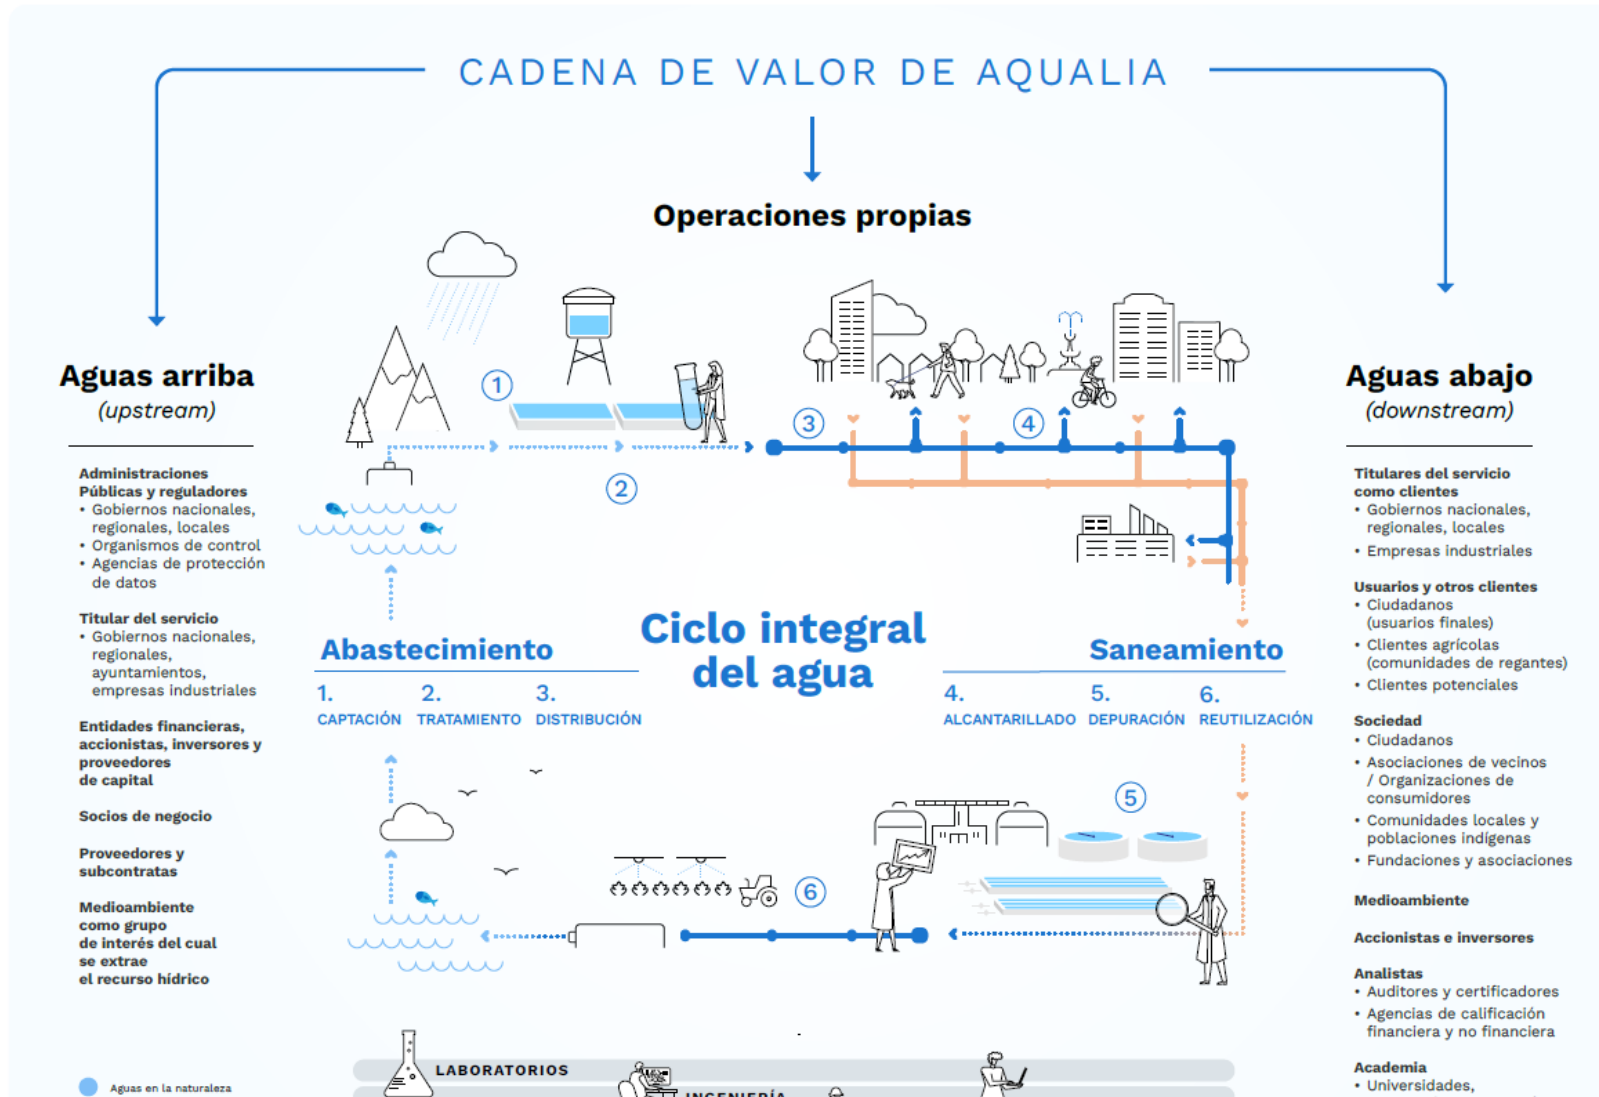 CADENA DE VALOR DE AQUALIA
Operaciones propias
Aguas arriba
(upstream)
Administraciones
Públicas y reguladores
• Gobiernos nacionales,
regionales, locales
• Organismos de control
• Agencias de protección
de datos
Titular del servicio
• Gobiernos nacionales,
regionales,
ayuntamientos,
empresas industriales
Entidades financieras,
accionistas, inversores y
proveedores
de capital
Socios de negocio
Proveedores y
subcontratas
Medioambiente
como grupo
de interés del cual
se extrae
el recurso hídrico
Aguas en la naturaleza
1
2
3
4
Ciclo integral
del agua
Abastecimiento
1.
CAPTACIÓN
2.
TRATAMIENTO
3.
DISTRIBUCIÓN
Saneamiento
4.
ALCANTARILLADO
5.
DEPURACIÓN
6.
REUTILIZACIÓN
5
6
LABORATORIOS
INGENIERÍA
Aguas abajo
(downstream)
Titulares del servicio
como clientes
• Gobiernos nacionales,
regionales, locales
• Empresas industriales
Usuarios y otros clientes
• Ciudadanos
(usuarios finales)
• Clientes agrícolas
(comunidades de regantes)
• Clientes potenciales
Sociedad
• Ciudadanos
• Asociaciones de vecinos
/ Organizaciones de
consumidores
• Comunidades locales y
poblaciones indígenas
• Fundaciones y asociaciones
Medioambiente
Accionistas e inversores
Analistas
• Auditores y certificadores
• Agencias de calificación
financiera y no financiera
Academia
• Universidades,